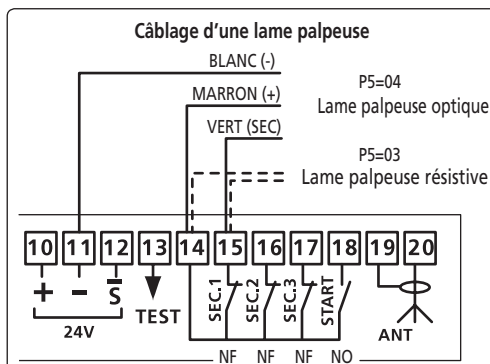 Câblage d'une lame palpeuse
BLANC (-)
P5=04
MARRON (+)
Lame palpeuse optique
VERT (SEC)
P5=03
Lame palpeuse résistive
10 11 12 13 14 15 16 17 18 19 20
+ - S
TEST
SEC.1
SEC.2
SEC.3
START
24V
ANT
NF NF NF NO